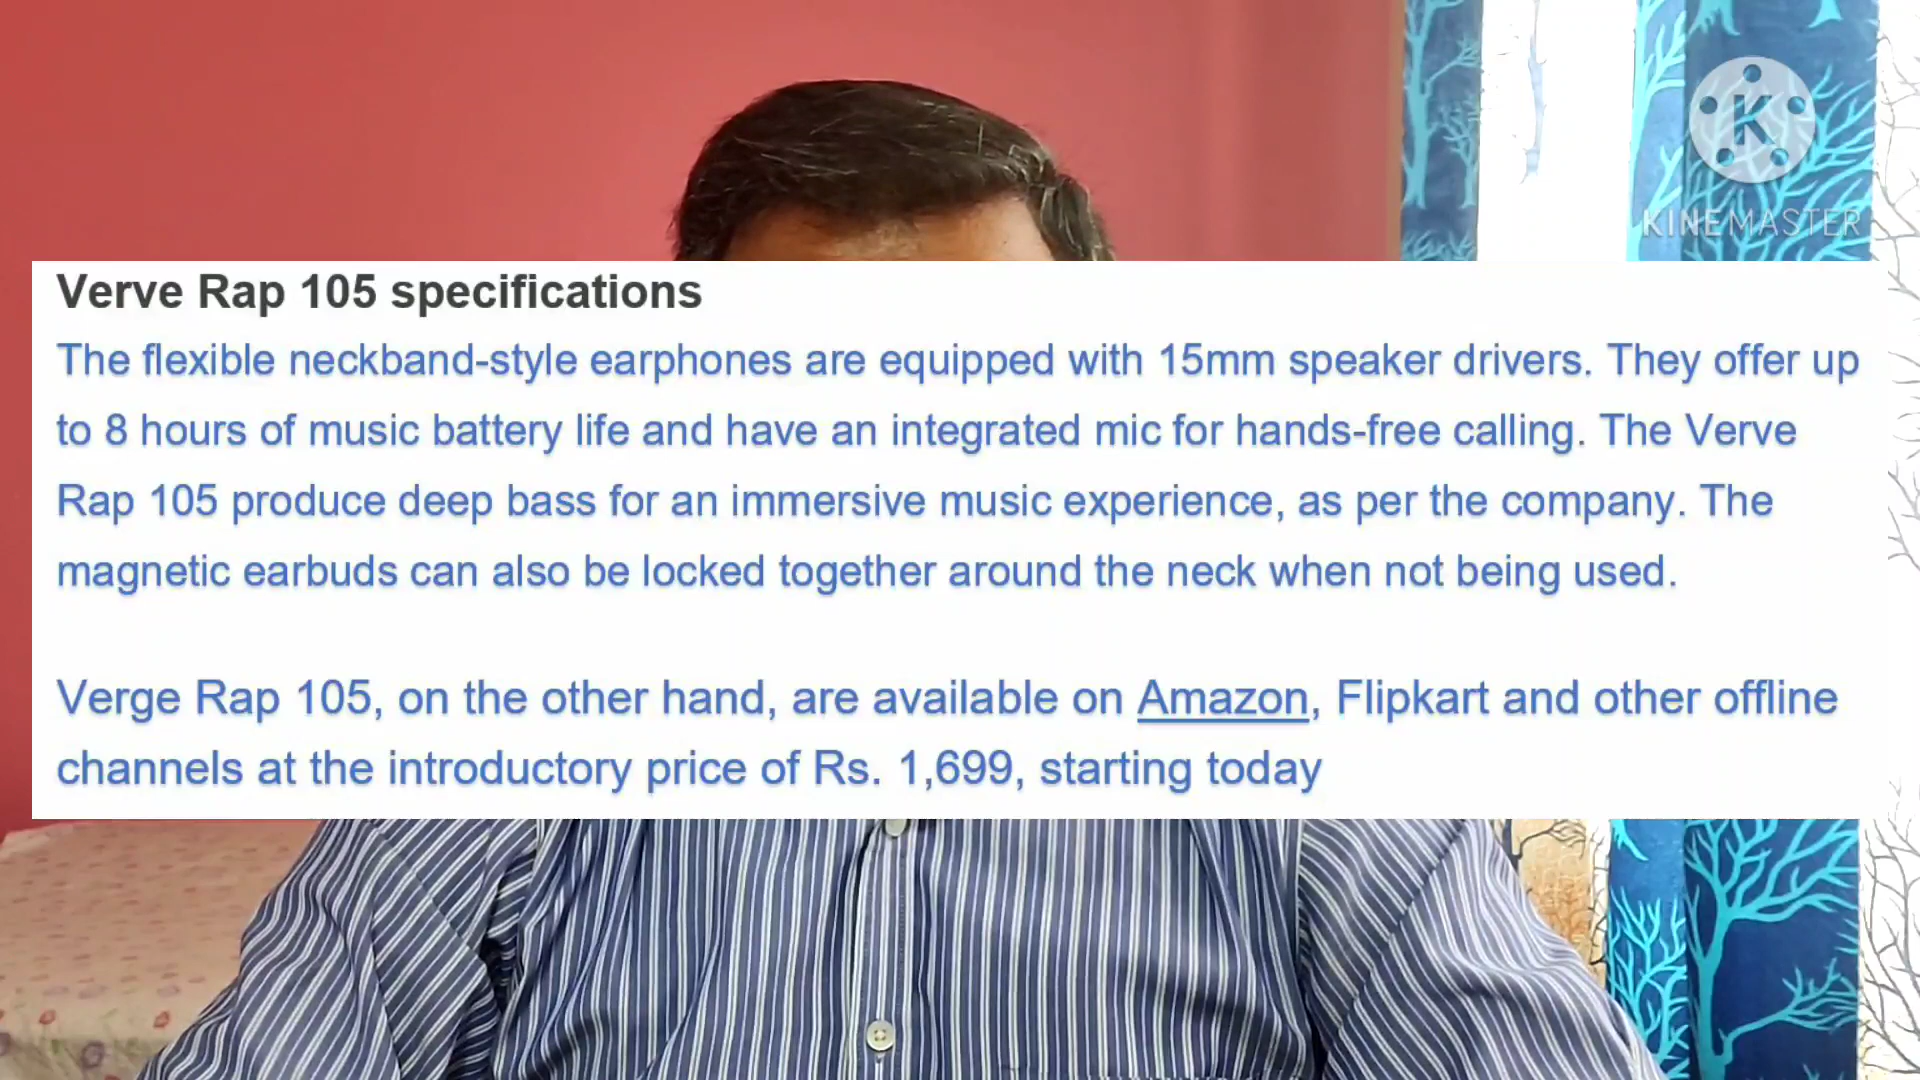 K
KINEMASTER
Verve Rap 105 specifications
The flexible neckband-style earphones are equipped with 15mm speaker drivers. They offer up
to 8 hours of music battery life and have an integrated mic for hands-free calling. The Verve
Rap 105 produce deep bass for an immersive music experience, as per the company. The
magnetic earbuds can also be locked together around the neck when not being used.
Verge Rap 105, on the other hand, are available on Amazon, Flipkart and other offline
channels at the introductory price of Rs. 1,699, starting today